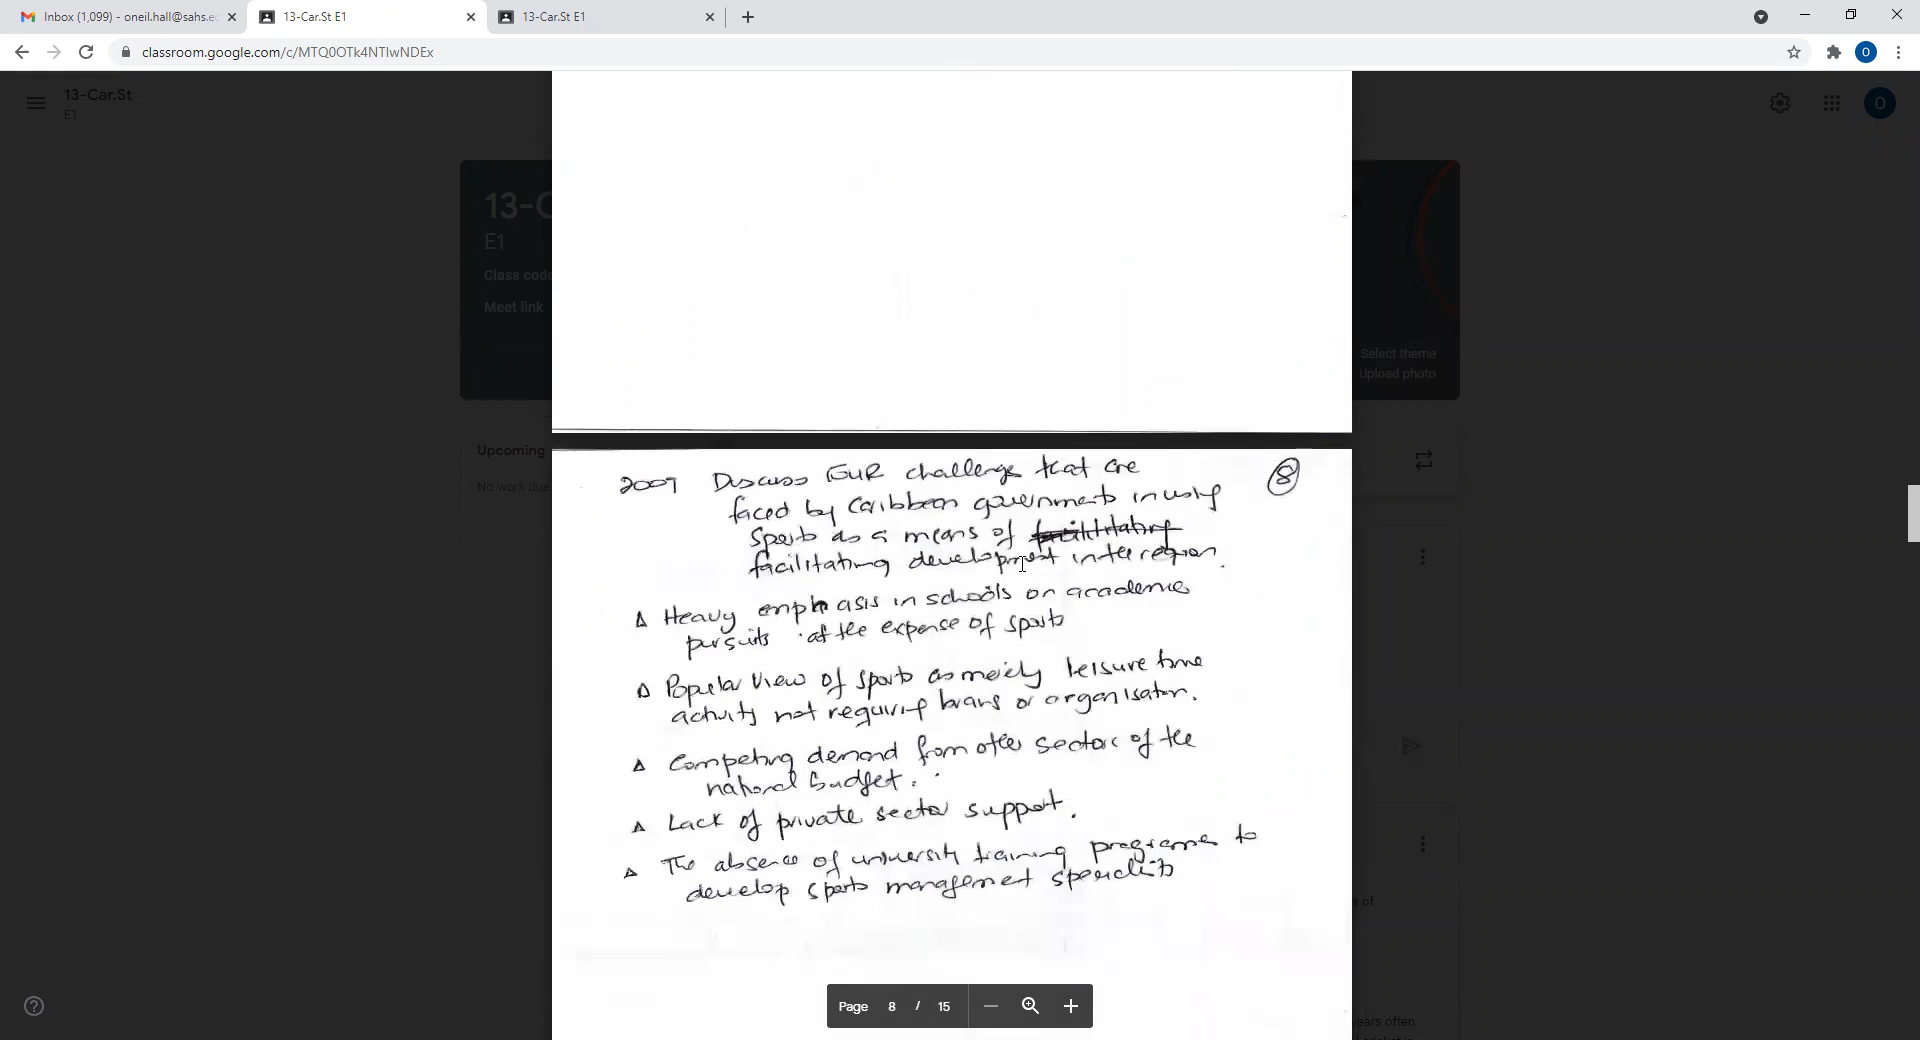 Inbox (1,099) - oneil.hall@sahs.e
13-Car.St E1
13-Car.St E1
classroom.google.com/c/MTQ0OTk4NTIwNDEx
13-Car.St
E1
O
O
13-C
E1
Class code
Meet link
Select theme
Upload photo
Upcoming
No work due
2009 Discuss FOUR challenges that are
faced by Caribbean governments in using
Sports as a means of facilitating
facilitating development in the region.
8
Heavy emphasis in schools on academic
pursuits at the expense of sports
Popular view of sports as merely leisure time
activity not requiring brains or organisation.
Competing demand from other sectors of the
national budget.
Lack of private sector support.
The absence of university training programmes to
develop sports management specialists
s of
years often
Page 8 / 15